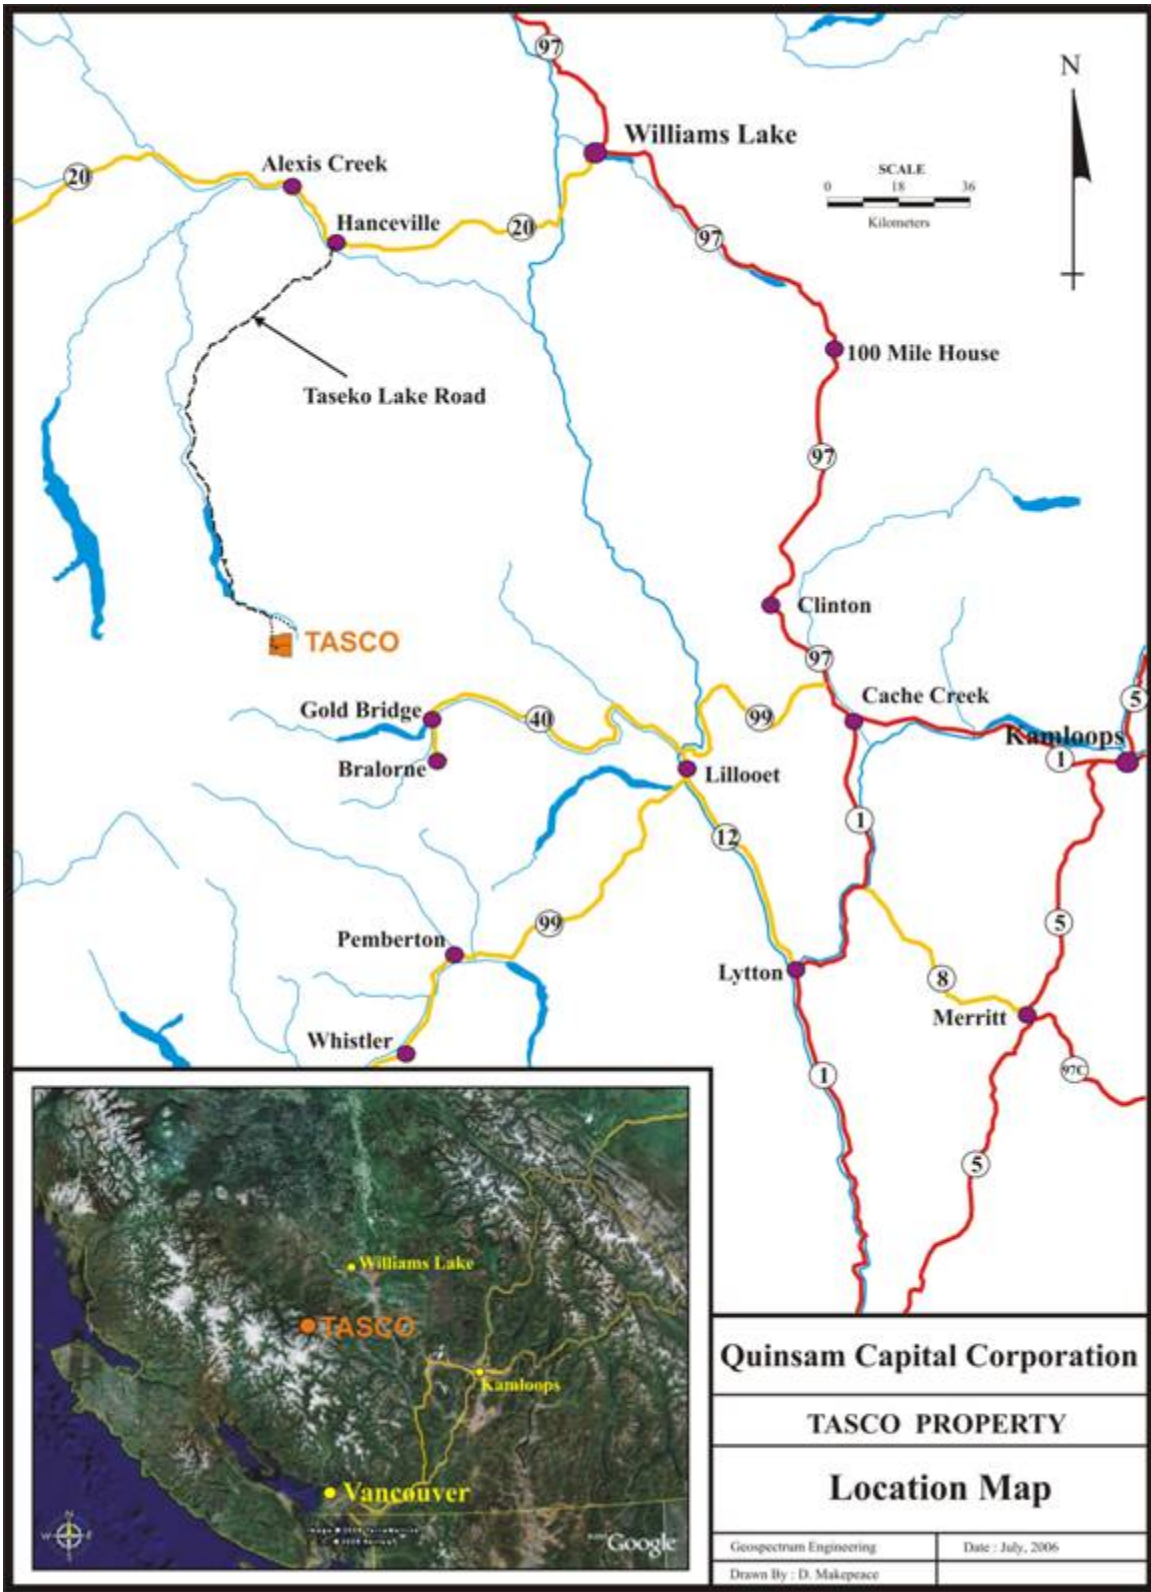 97
N
Williams Lake
SCALE
0 18 36
Kilometers
Alexis Creek
20
Hanceville
20
97
100 Mile House
Taseko Lake Road
97
Clinton
TASCO
97
Cache Creek
5
Gold Bridge
40
99
Kamloops
1
Bralorne
Lillooet
12
1
99
5
Pemberton
Lytton
8
Merritt
Whistler
1
97C
5
Williams Lake
TASCO
Kamloops
Vancouver
N
W E
Google
Quinsam Capital Corporation
TASCO PROPERTY
Location Map
Geospectrum Engineering
Date : July, 2006
Drawn By : D. Makepeace